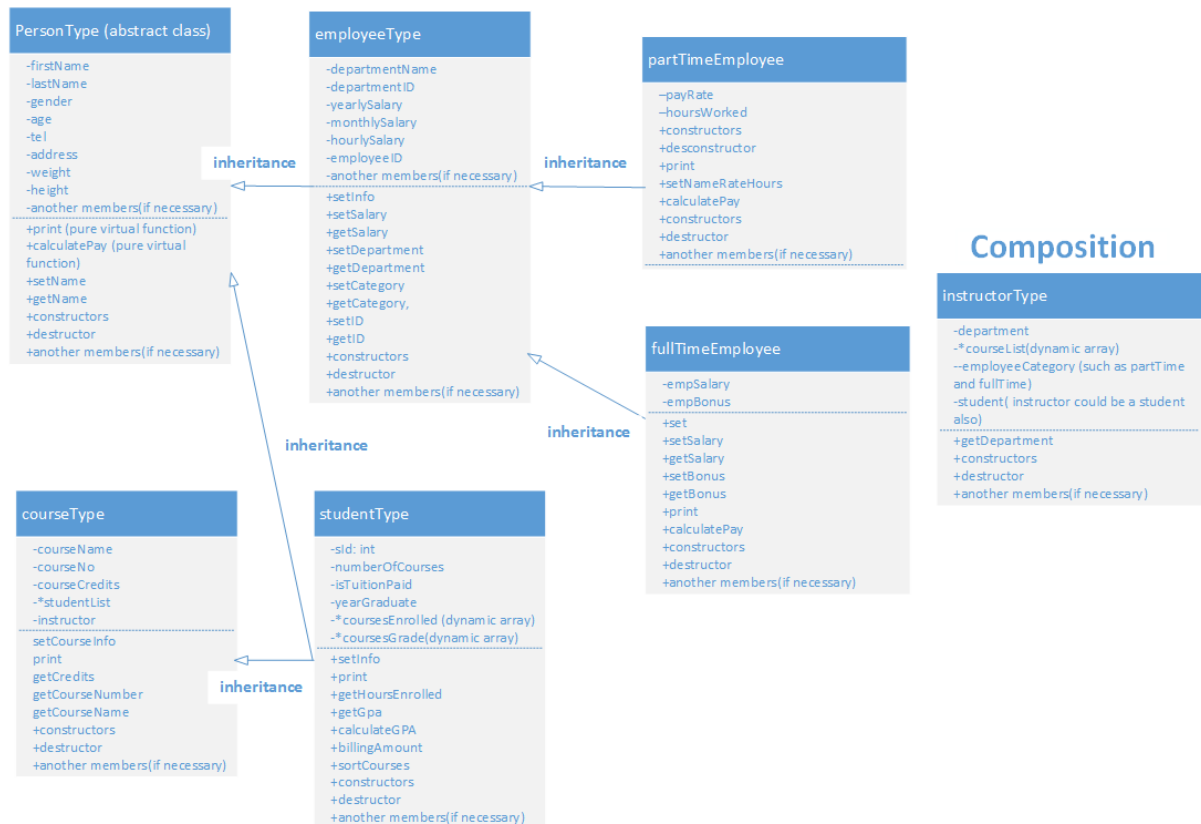 PersonType (abstract class)
-firstName
-lastName
-gender
-age
-tel
-address
-weight
-height
-another members(if necessary)
+print (pure virtual function)
+calculatePay (pure virtual
function)
+setName
+getName
+constructors
+destructor
+another members(if necessary)
inheritance
employeeType
-departmentName
-departmentID
-yearlySalary
-monthlySalary
-hourlySalary
-employeeID
-another members(if necessary)
+setInfo
+setSalary
+getSalary
+setDepartment
+getDepartment
+setCategory
+getCategory,
+setID
+getID
+constructors
+destructor
+another members(if necessary)
inheritance
partTimeEmployee
–payRate
–hoursWorked
+constructors
+desconstructor
+print
+setNameRateHours
+calculatePay
+constructors
+destructor
+another members(if necessary)
inheritance
fullTimeEmployee
-empSalary
-empBonus
+set
+setSalary
+getSalary
+setBonus
+getBonus
+print
+calculatePay
+constructors
+destructor
+another members(if necessary)
Composition
instructorType
-department
-*courseList(dynamic array)
--employeeCategory (such as partTime
and fullTime)
-student( instructor could be a student
also)
+getDepartment
+constructors
+destructor
+another members(if necessary)
inheritance
courseType
-courseName
-courseNo
-courseCredits
-*studentList
-instructor
setCourseInfo
print
getCredits
getCourseNumber
getCourseName
+constructors
+destructor
+another members(if necessary)
inheritance
studentType
-sId: int
-numberOfCourses
-isTuitionPaid
-yearGraduate
-*coursesEnrolled (dynamic array)
-*coursesGrade(dynamic array)
+setInfo
+print
+getHoursEnrolled
+getGpa
+calculateGPA
+billingAmount
+sortCourses
+constructors
+destructor
+another members(if necessary)